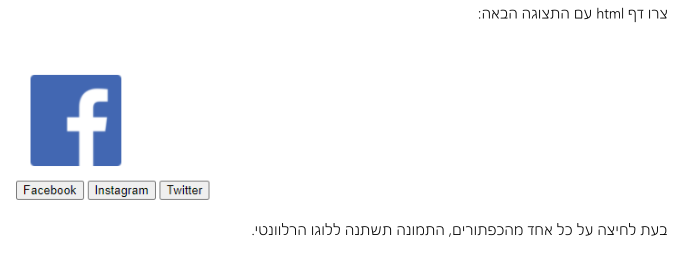 צרו דף html עם התצוגה הבאה:
f
Facebook Instagram Twitter
בעת לחיצה על כל אחד מהכפתורים, התמונה תשתנה ללוגו הרלוונטי.